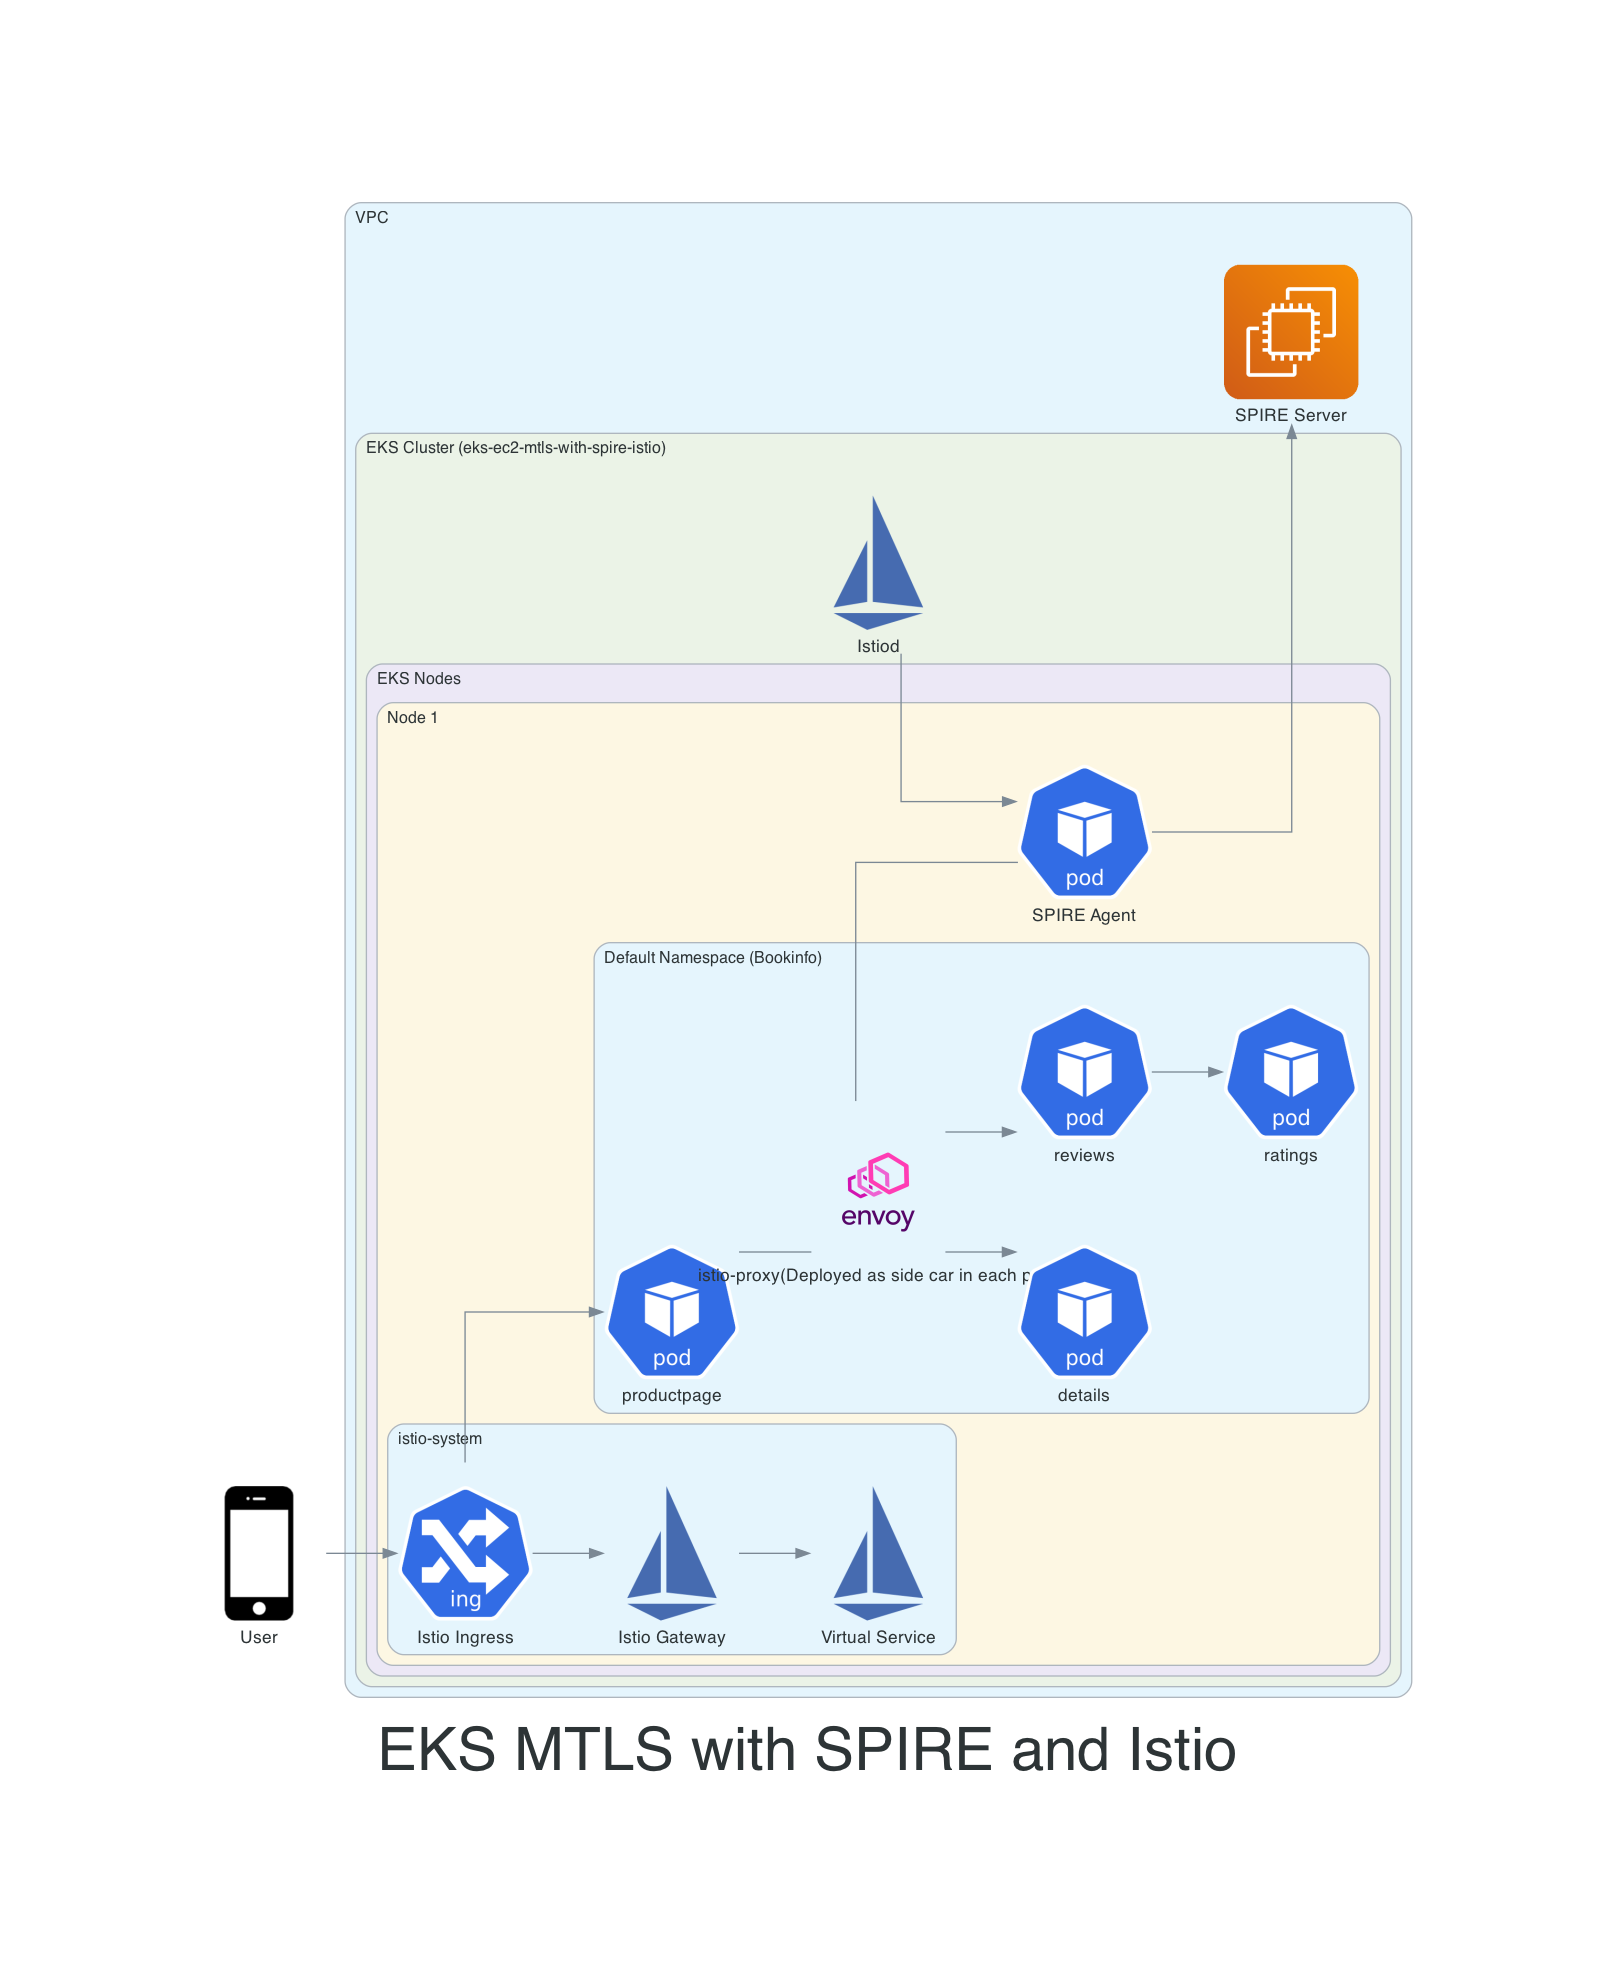 VPC
SPIRE Server
EKS Cluster (eks-ec2-mtls-with-spire-istio)
Istiod
EKS Nodes
Node 1
pod
SPIRE Agent
Default Namespace (Bookinfo)
pod
reviews
pod
ratings
envoy
istio-proxy(Deployed as side car in each p
pod
productpage
pod
details
istio-system
User
ing
Istio Ingress
Istio Gateway
Virtual Service
EKS MTLS with SPIRE and Istio